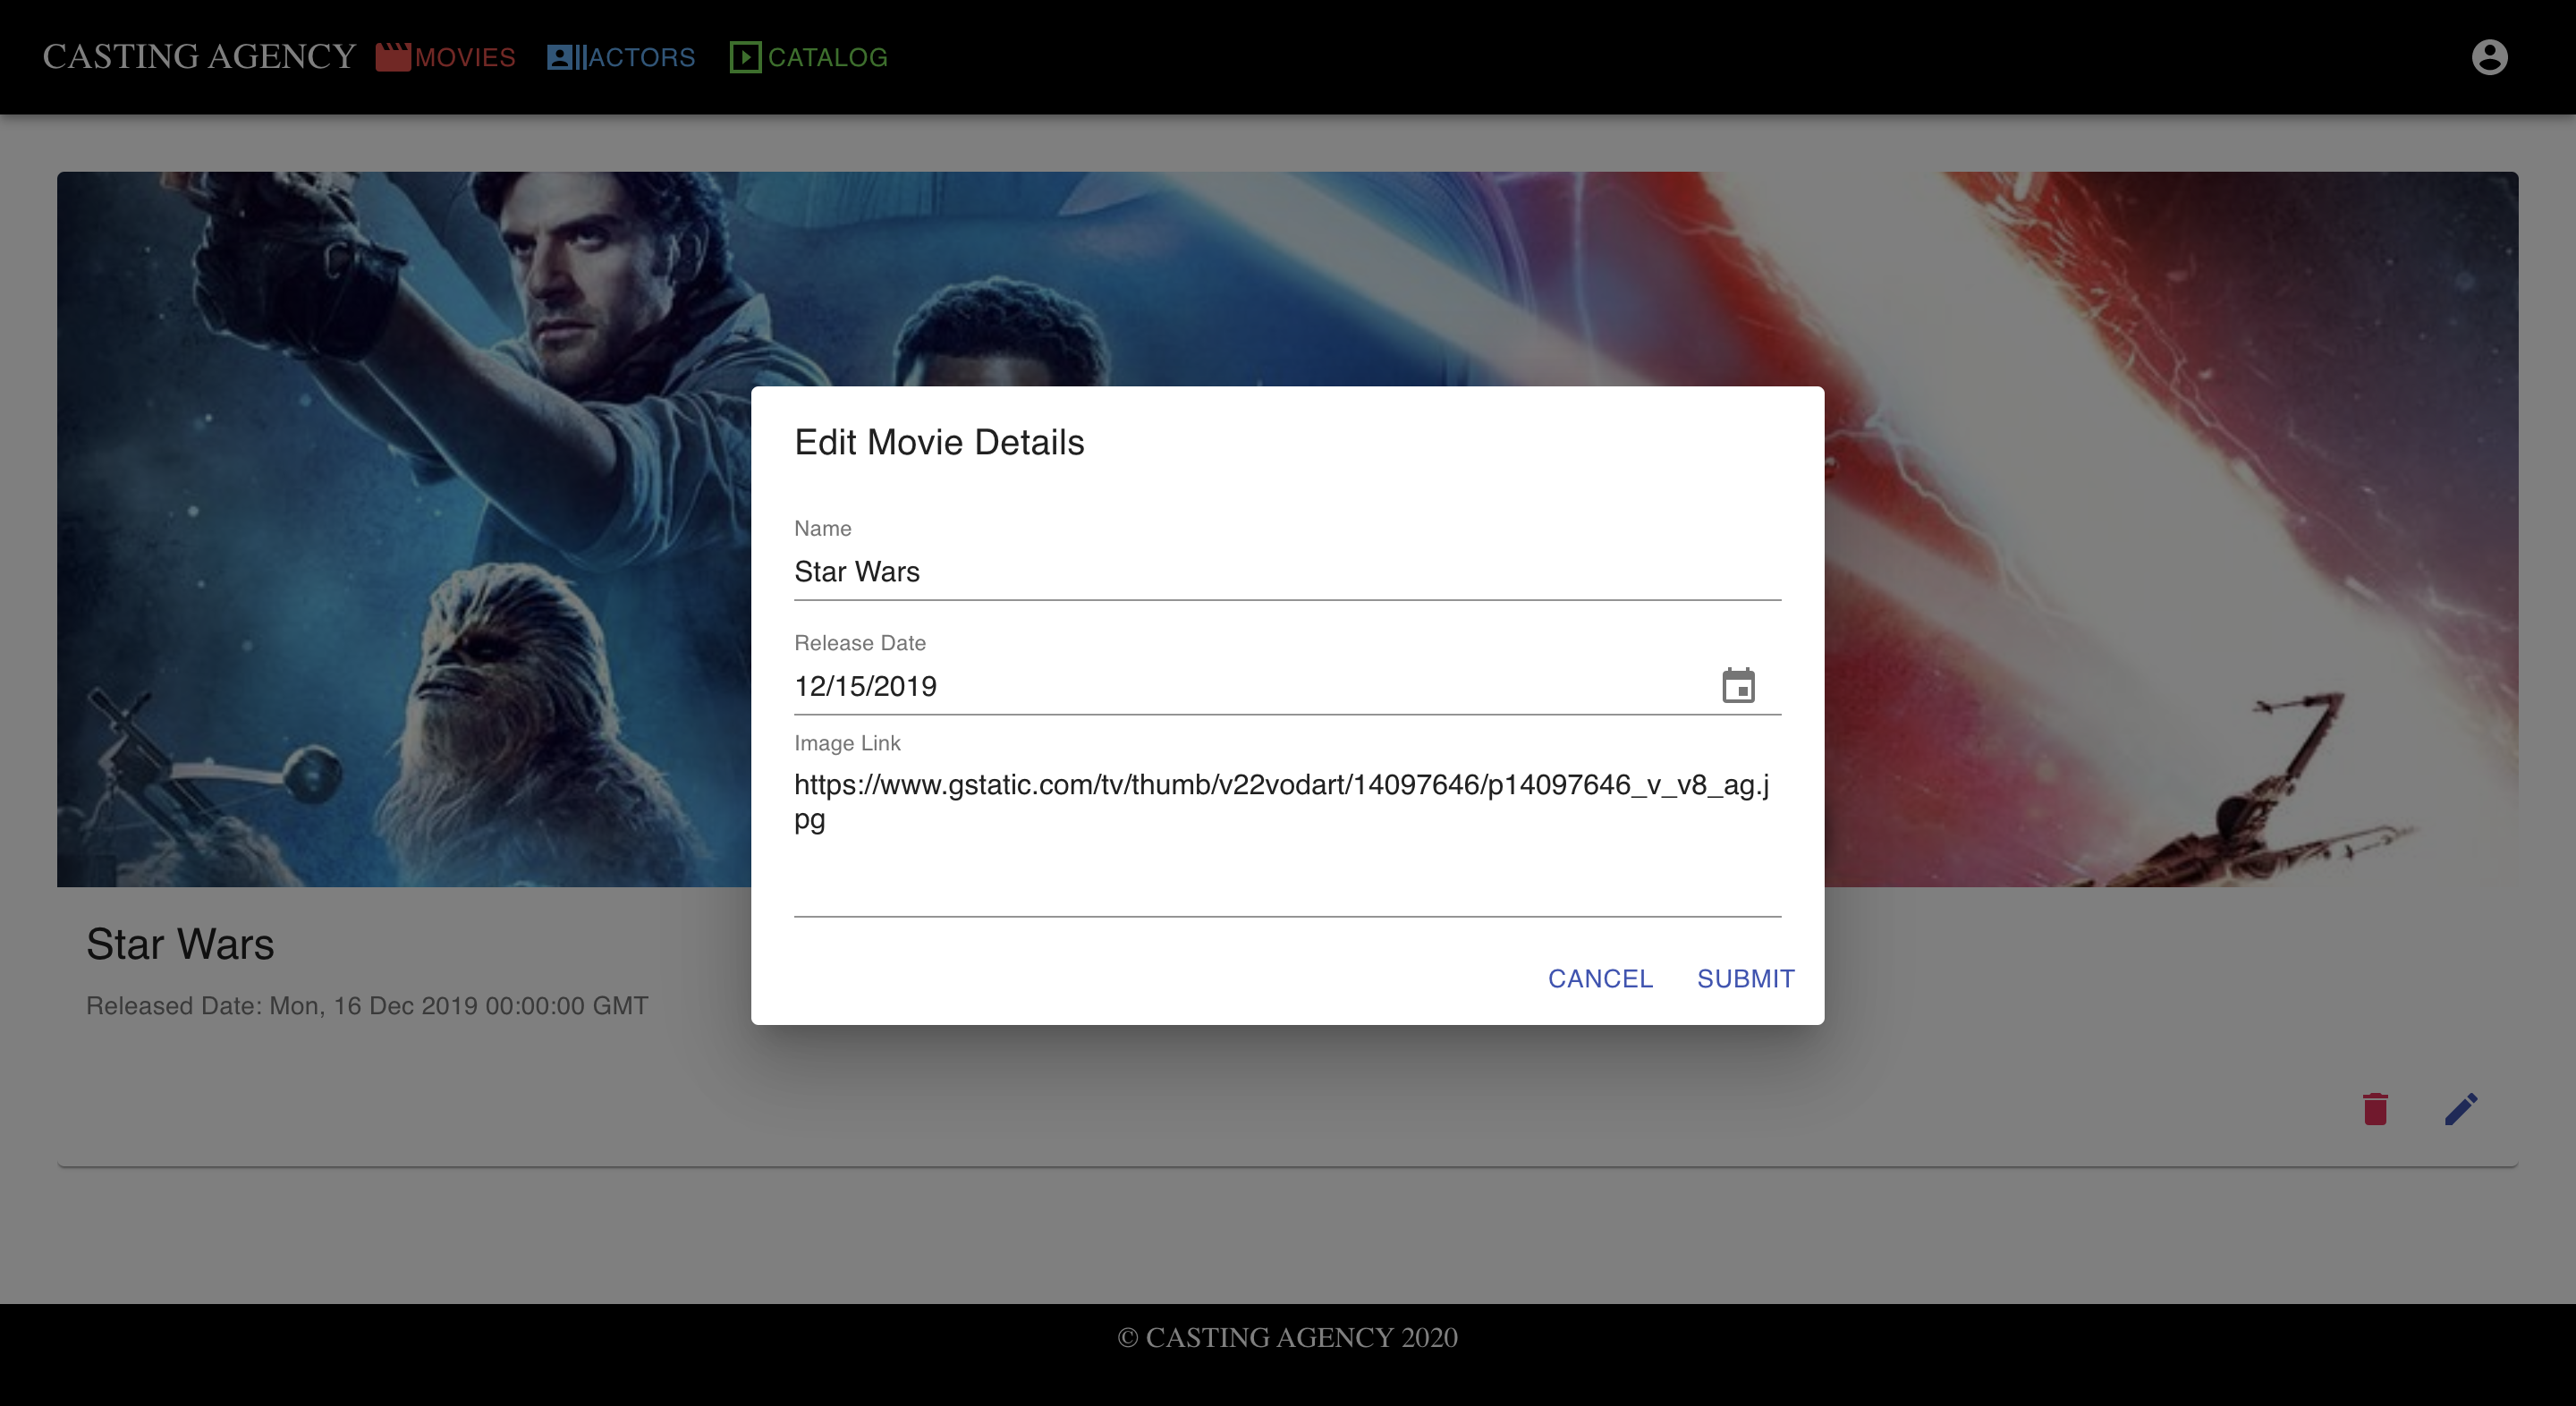 CASTING AGENCY MOVIES ACTORS CATALOG
Edit Movie Details
Name
Star Wars
Release Date
12/15/2019
Image Link
https://www.gstatic.com/tv/thumb/v22vodart/14097646/p14097646_v_v8_ag.j
pg
CANCEL SUBMIT
Star Wars
Released Date: Mon, 16 Dec 2019 00:00:00 GMT
© CASTING AGENCY 2020